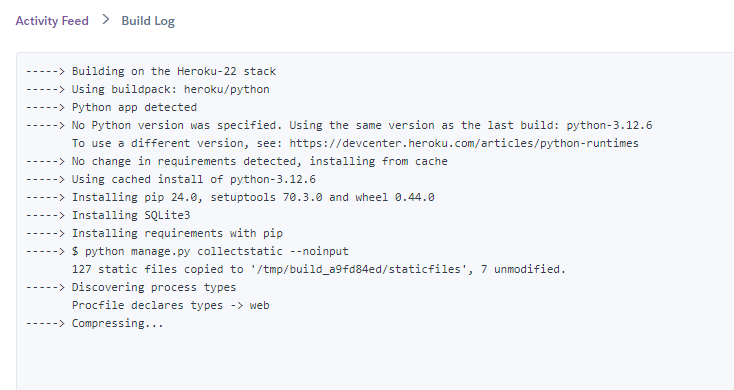 Activity Feed > Build Log
-----> Building on the Heroku-22 stack
-----> Using buildpack: heroku/python
-----> Python app detected
-----> No Python version was specified. Using the same version as the last build: python-3.12.6
       To use a different version, see: https://devcenter.heroku.com/articles/python-runtimes
-----> No change in requirements detected, installing from cache
-----> Using cached install of python-3.12.6
-----> Installing pip 24.0, setuptools 70.3.0 and wheel 0.44.0
-----> Installing SQLite3
-----> Installing requirements with pip
-----> $ python manage.py collectstatic --noinput
       127 static files copied to '/tmp/build_a9fd84ed/staticfiles', 7 unmodified.
-----> Discovering process types
       Procfile declares types -> web
-----> Compressing...